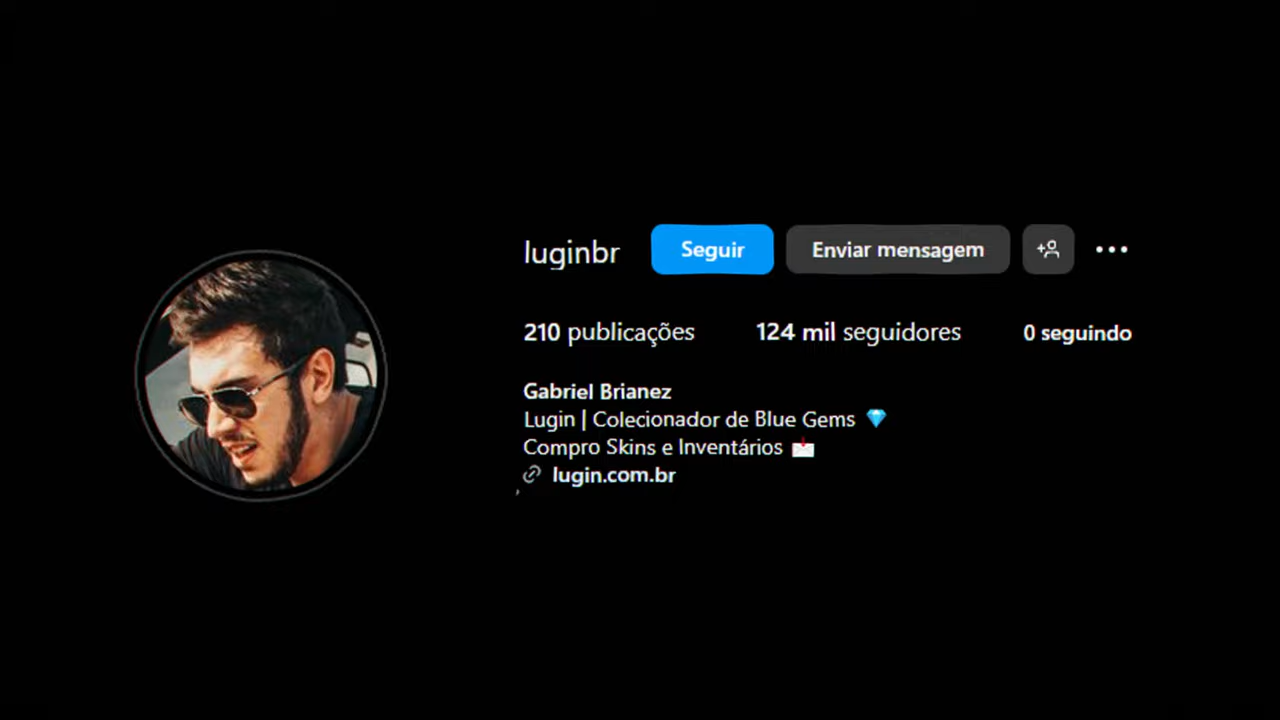 luginbr Seguir Enviar mensagem
210 publicações 124 mil seguidores 0 seguindo
Gabriel Brianez
Lugin | Colecionador de Blue Gems 💎
Compro Skins e Inventários 📩
lugin.com.br